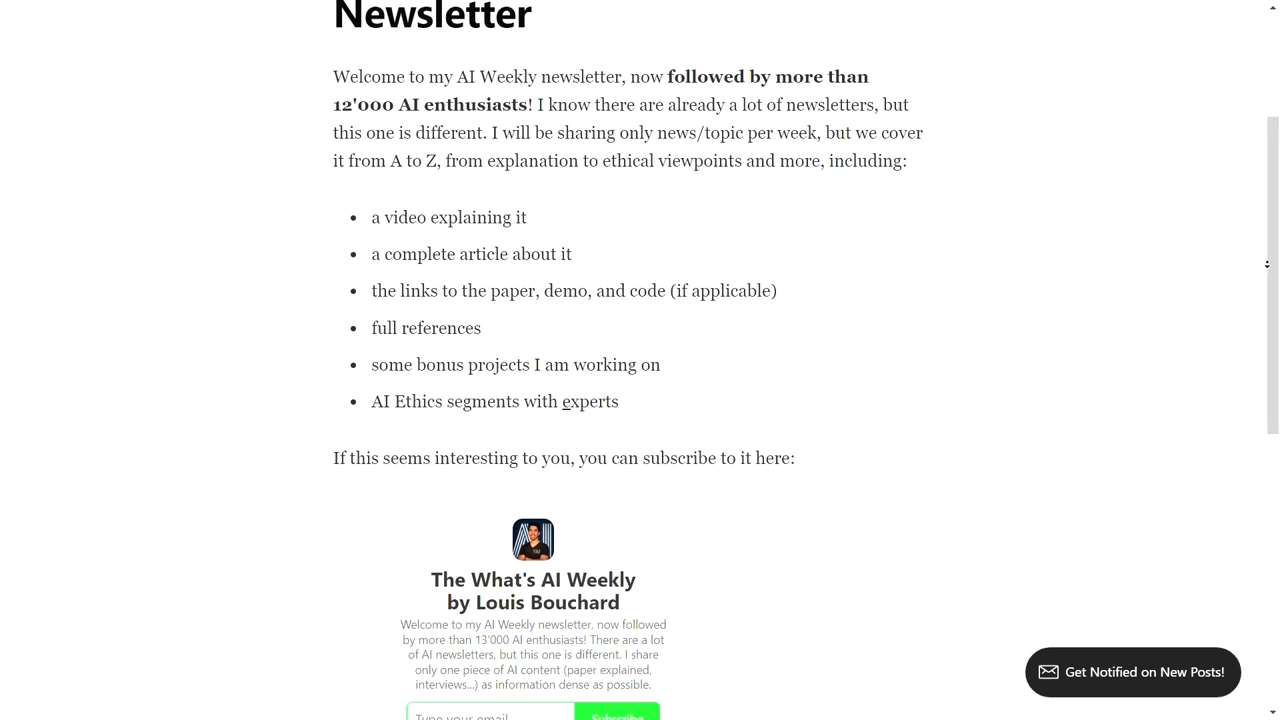 Newsletter
Welcome to my AI Weekly newsletter, now followed by more than
12'000 AI enthusiasts! I know there are already a lot of newsletters, but
this one is different. I will be sharing only news/topic per week, but we cover
it from A to Z, from explanation to ethical viewpoints and more, including:
• a video explaining it
• a complete article about it
• the links to the paper, demo, and code (if applicable)
• full references
• some bonus projects I am working on
• AI Ethics segments with experts
If this seems interesting to you, you can subscribe to it here:
The What's AI Weekly
by Louis Bouchard
Welcome to my AI Weekly newsletter, now followed
by more than 13'000 AI enthusiasts! There are a lot
of AI newsletters, but this one is different. I share
only one piece of AI content (paper explained,
interviews...) as information dense as possible.
Type your email
Subscribe
Get Notified on New Posts!